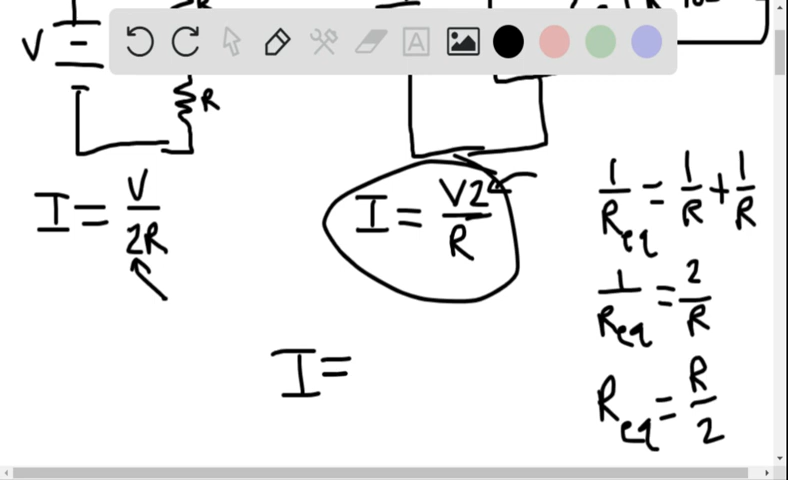 V
R
I = V/2R
I = V2/R
I =
1/Req = 1/R + 1/R
1/Req = 2/R
Req = R/2
A